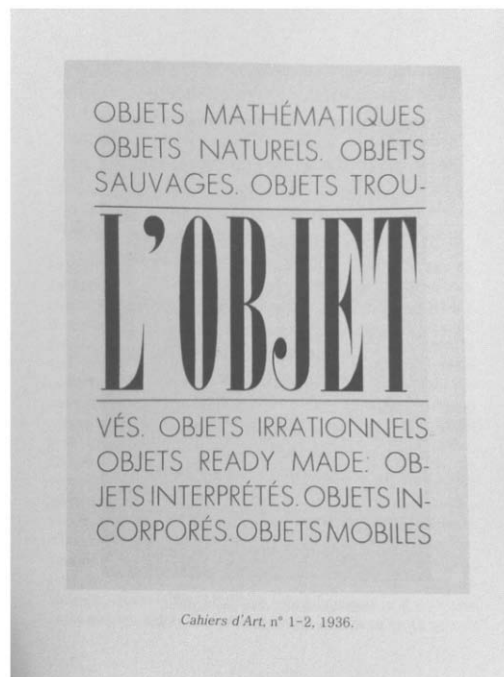 OBJETS MATHÉMATIQUES
OBJETS NATURELS. OBJETS
SAUVAGES. OBJETS TROU-
L'OBJET
VÉS. OBJETS IRRATIONNELS
OBJETS READY MADE: OB-
JETS INTERPRÉTÉS. OBJETS IN-
CORPORÉS. OBJETS MOBILES
Cahiers d'Art, n° 1-2, 1936.